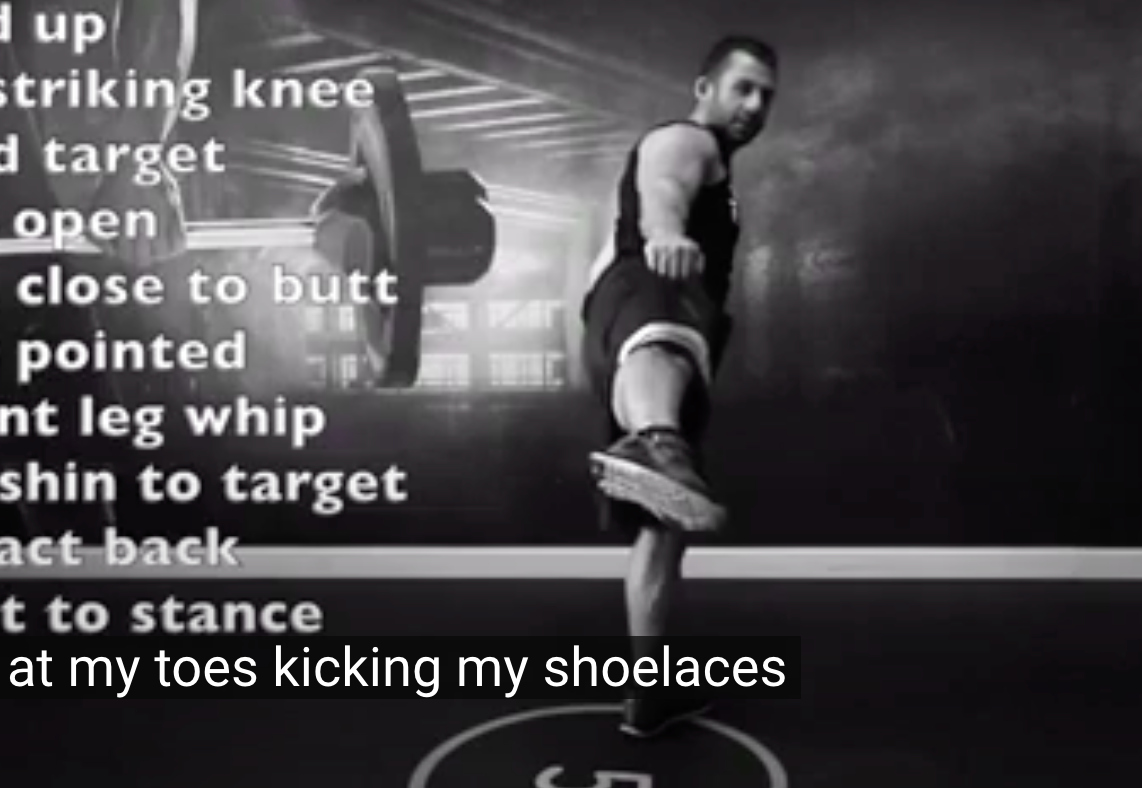 d up
striking knee
d target
open
close to butt
pointed
nt leg whip
shin to target
act back
t to stance
at my toes kicking my shoelaces
5